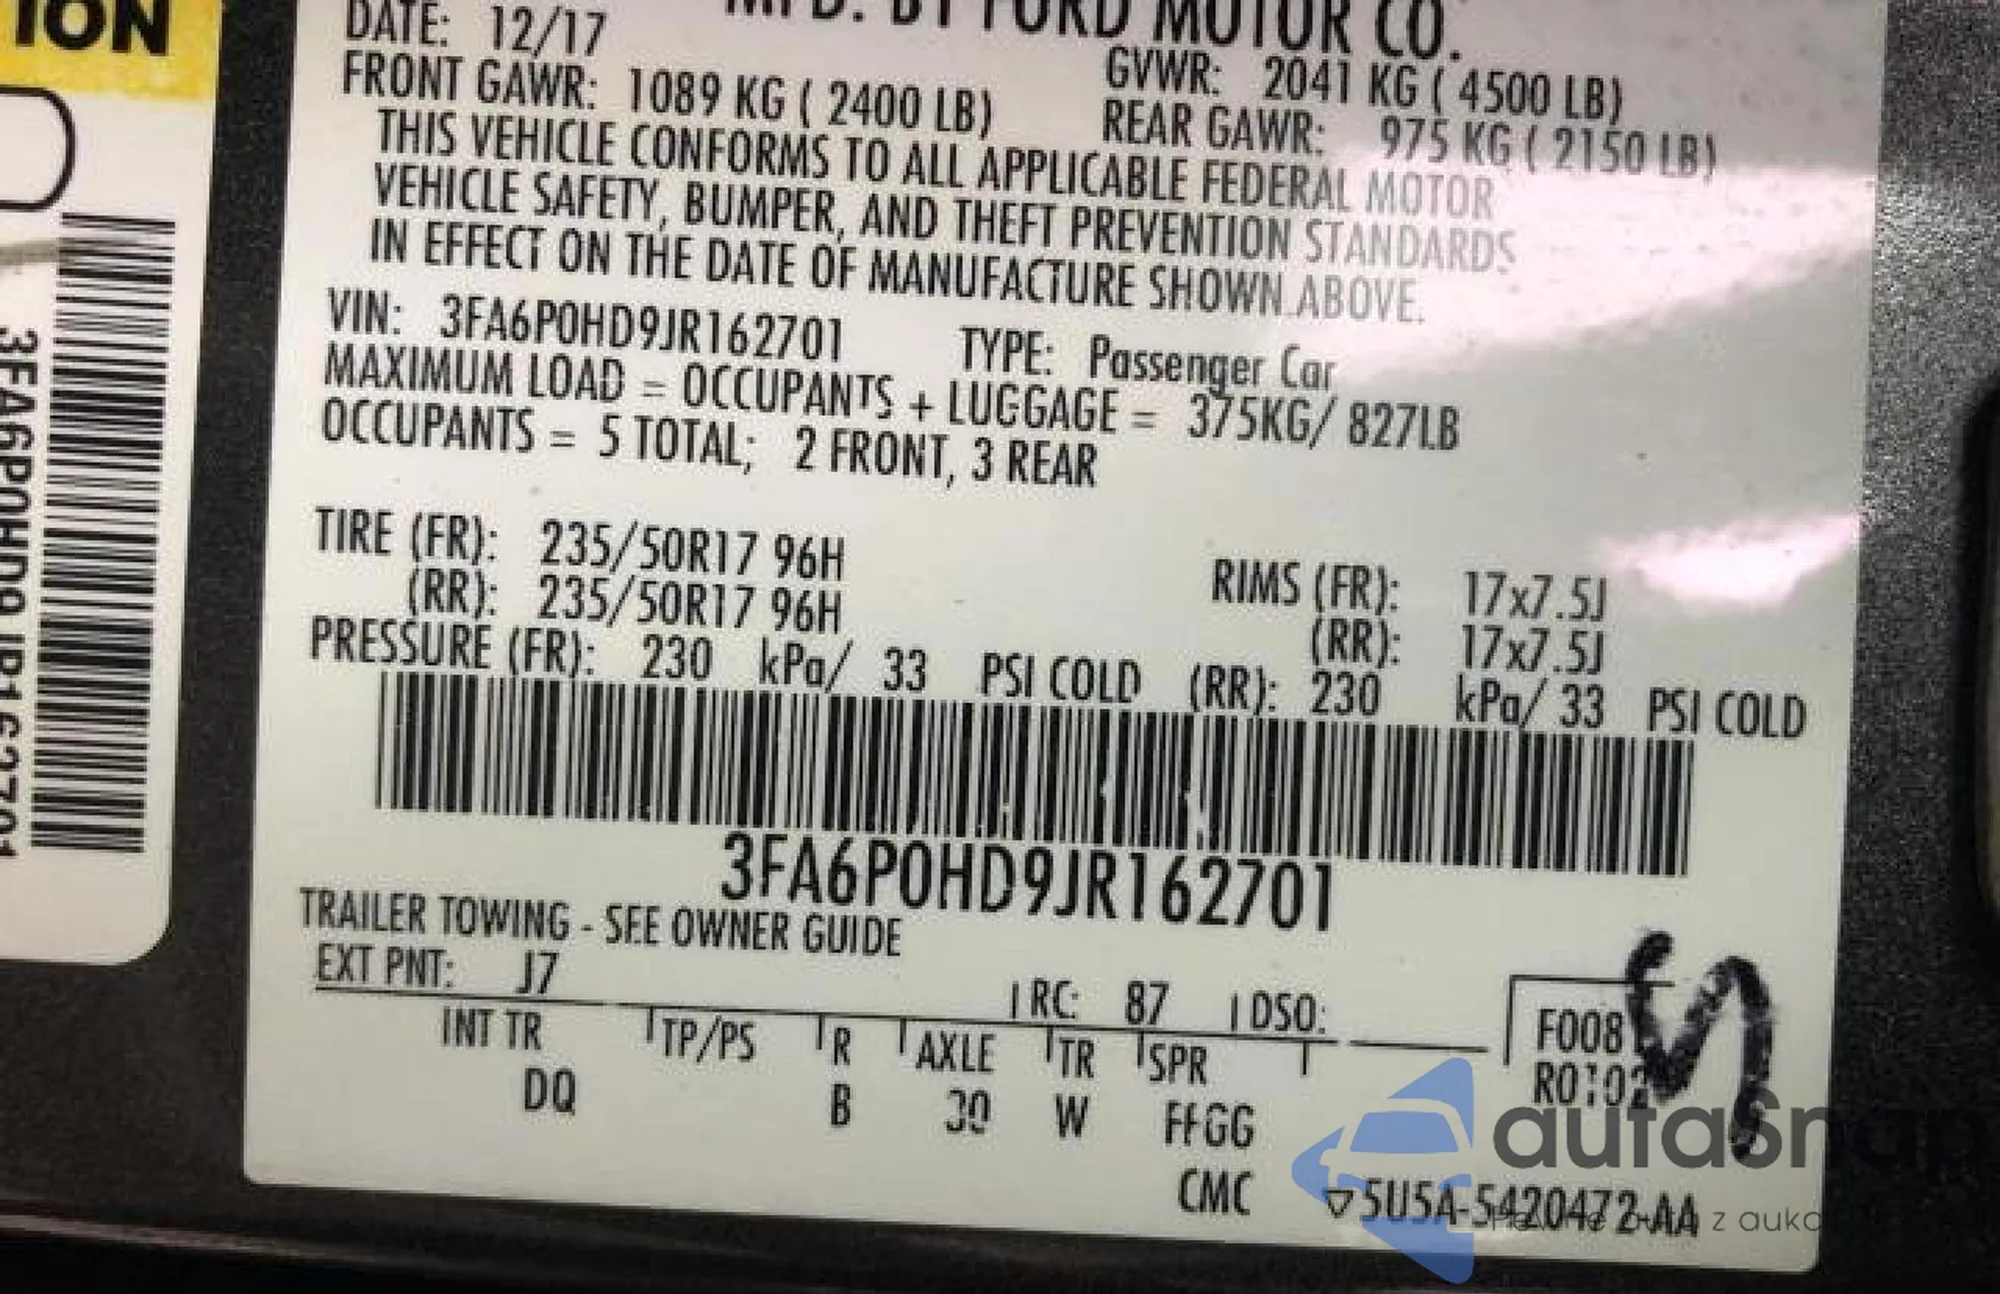 ION
3FA6P0HD9JR162701
MFD. BY FORD MOTOR CO.
DATE: 12/17
GVWR: 2041 KG ( 4500 LB)
FRONT GAWR: 1089 KG ( 2400 LB)
REAR GAWR: 975 KG ( 2150 LB)
THIS VEHICLE CONFORMS TO ALL APPLICABLE FEDERAL MOTOR
VEHICLE SAFETY, BUMPER, AND THEFT PREVENTION STANDARDS
IN EFFECT ON THE DATE OF MANUFACTURE SHOWN ABOVE.
VIN: 3FA6P0HD9JR162701 TYPE: Passenger Car
MAXIMUM LOAD = OCCUPANTS + LUGGAGE = 375KG/ 827LB
OCCUPANTS = 5 TOTAL; 2 FRONT, 3 REAR
TIRE (FR): 235/50R17 96H RIMS (FR): 17x7.5J
(RR): 235/50R17 96H (RR): 17x7.5J
PRESSURE (FR): 230 kPa/ 33 PSI COLD (RR): 230 kPa/ 33 PSI COLD
3FA6P0HD9JR162701
TRAILER TOWING - SEE OWNER GUIDE
EXT PNT: J7 RC: 87 DSO:
INT TR TP/PS R AXLE TR SPR
DQ B 30 W FFGG
F008
R0102
CMC ▽5U5A-5420472-AA
autasnap
z aukc